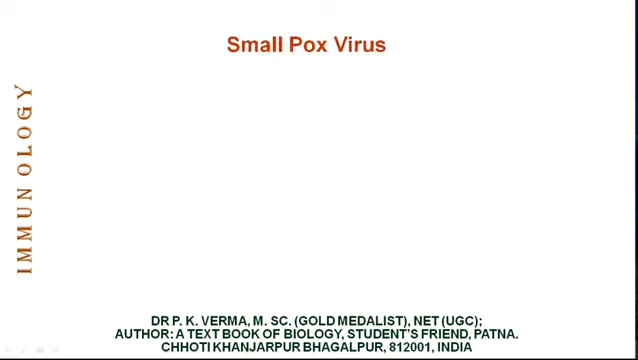 Small Pox Virus
IMMUNOLOGY
DR P. K. VERMA, M. SC. (GOLD MEDALIST), NET (UGC);
AUTHOR: A TEXT BOOK OF BIOLOGY, STUDENT'S FRIEND, PATNA.
CHHOTI KHANJARPUR BHAGALPUR, 812001, INDIA